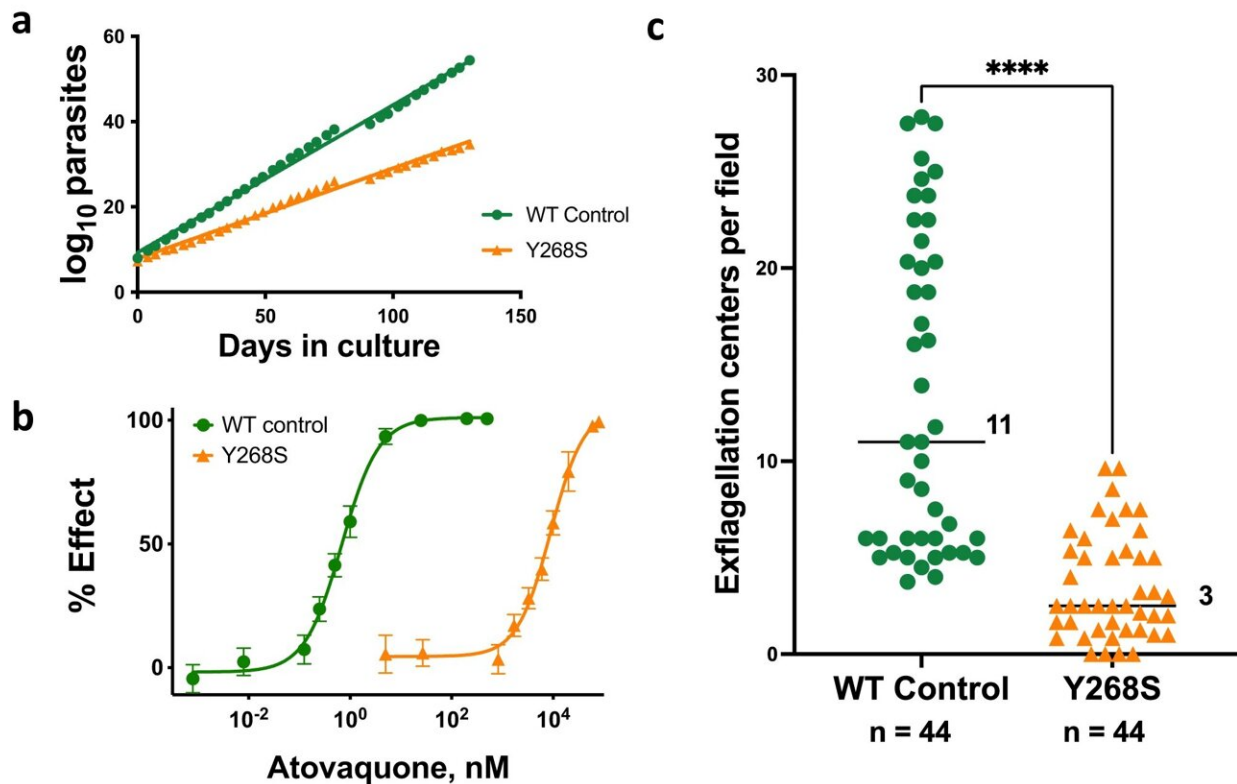 a
log₁₀ parasites
60
40
20
0
0 50 100 150
Days in culture
WT Control
Y268S
b
% Effect
100
50
0
WT control
Y268S
10⁻² 10⁰ 10² 10⁴
Atovaquone, nM
c
Exflagellation centers per field
30
20
10
0
****
11
3
WT Control Y268S
n = 44 n = 44